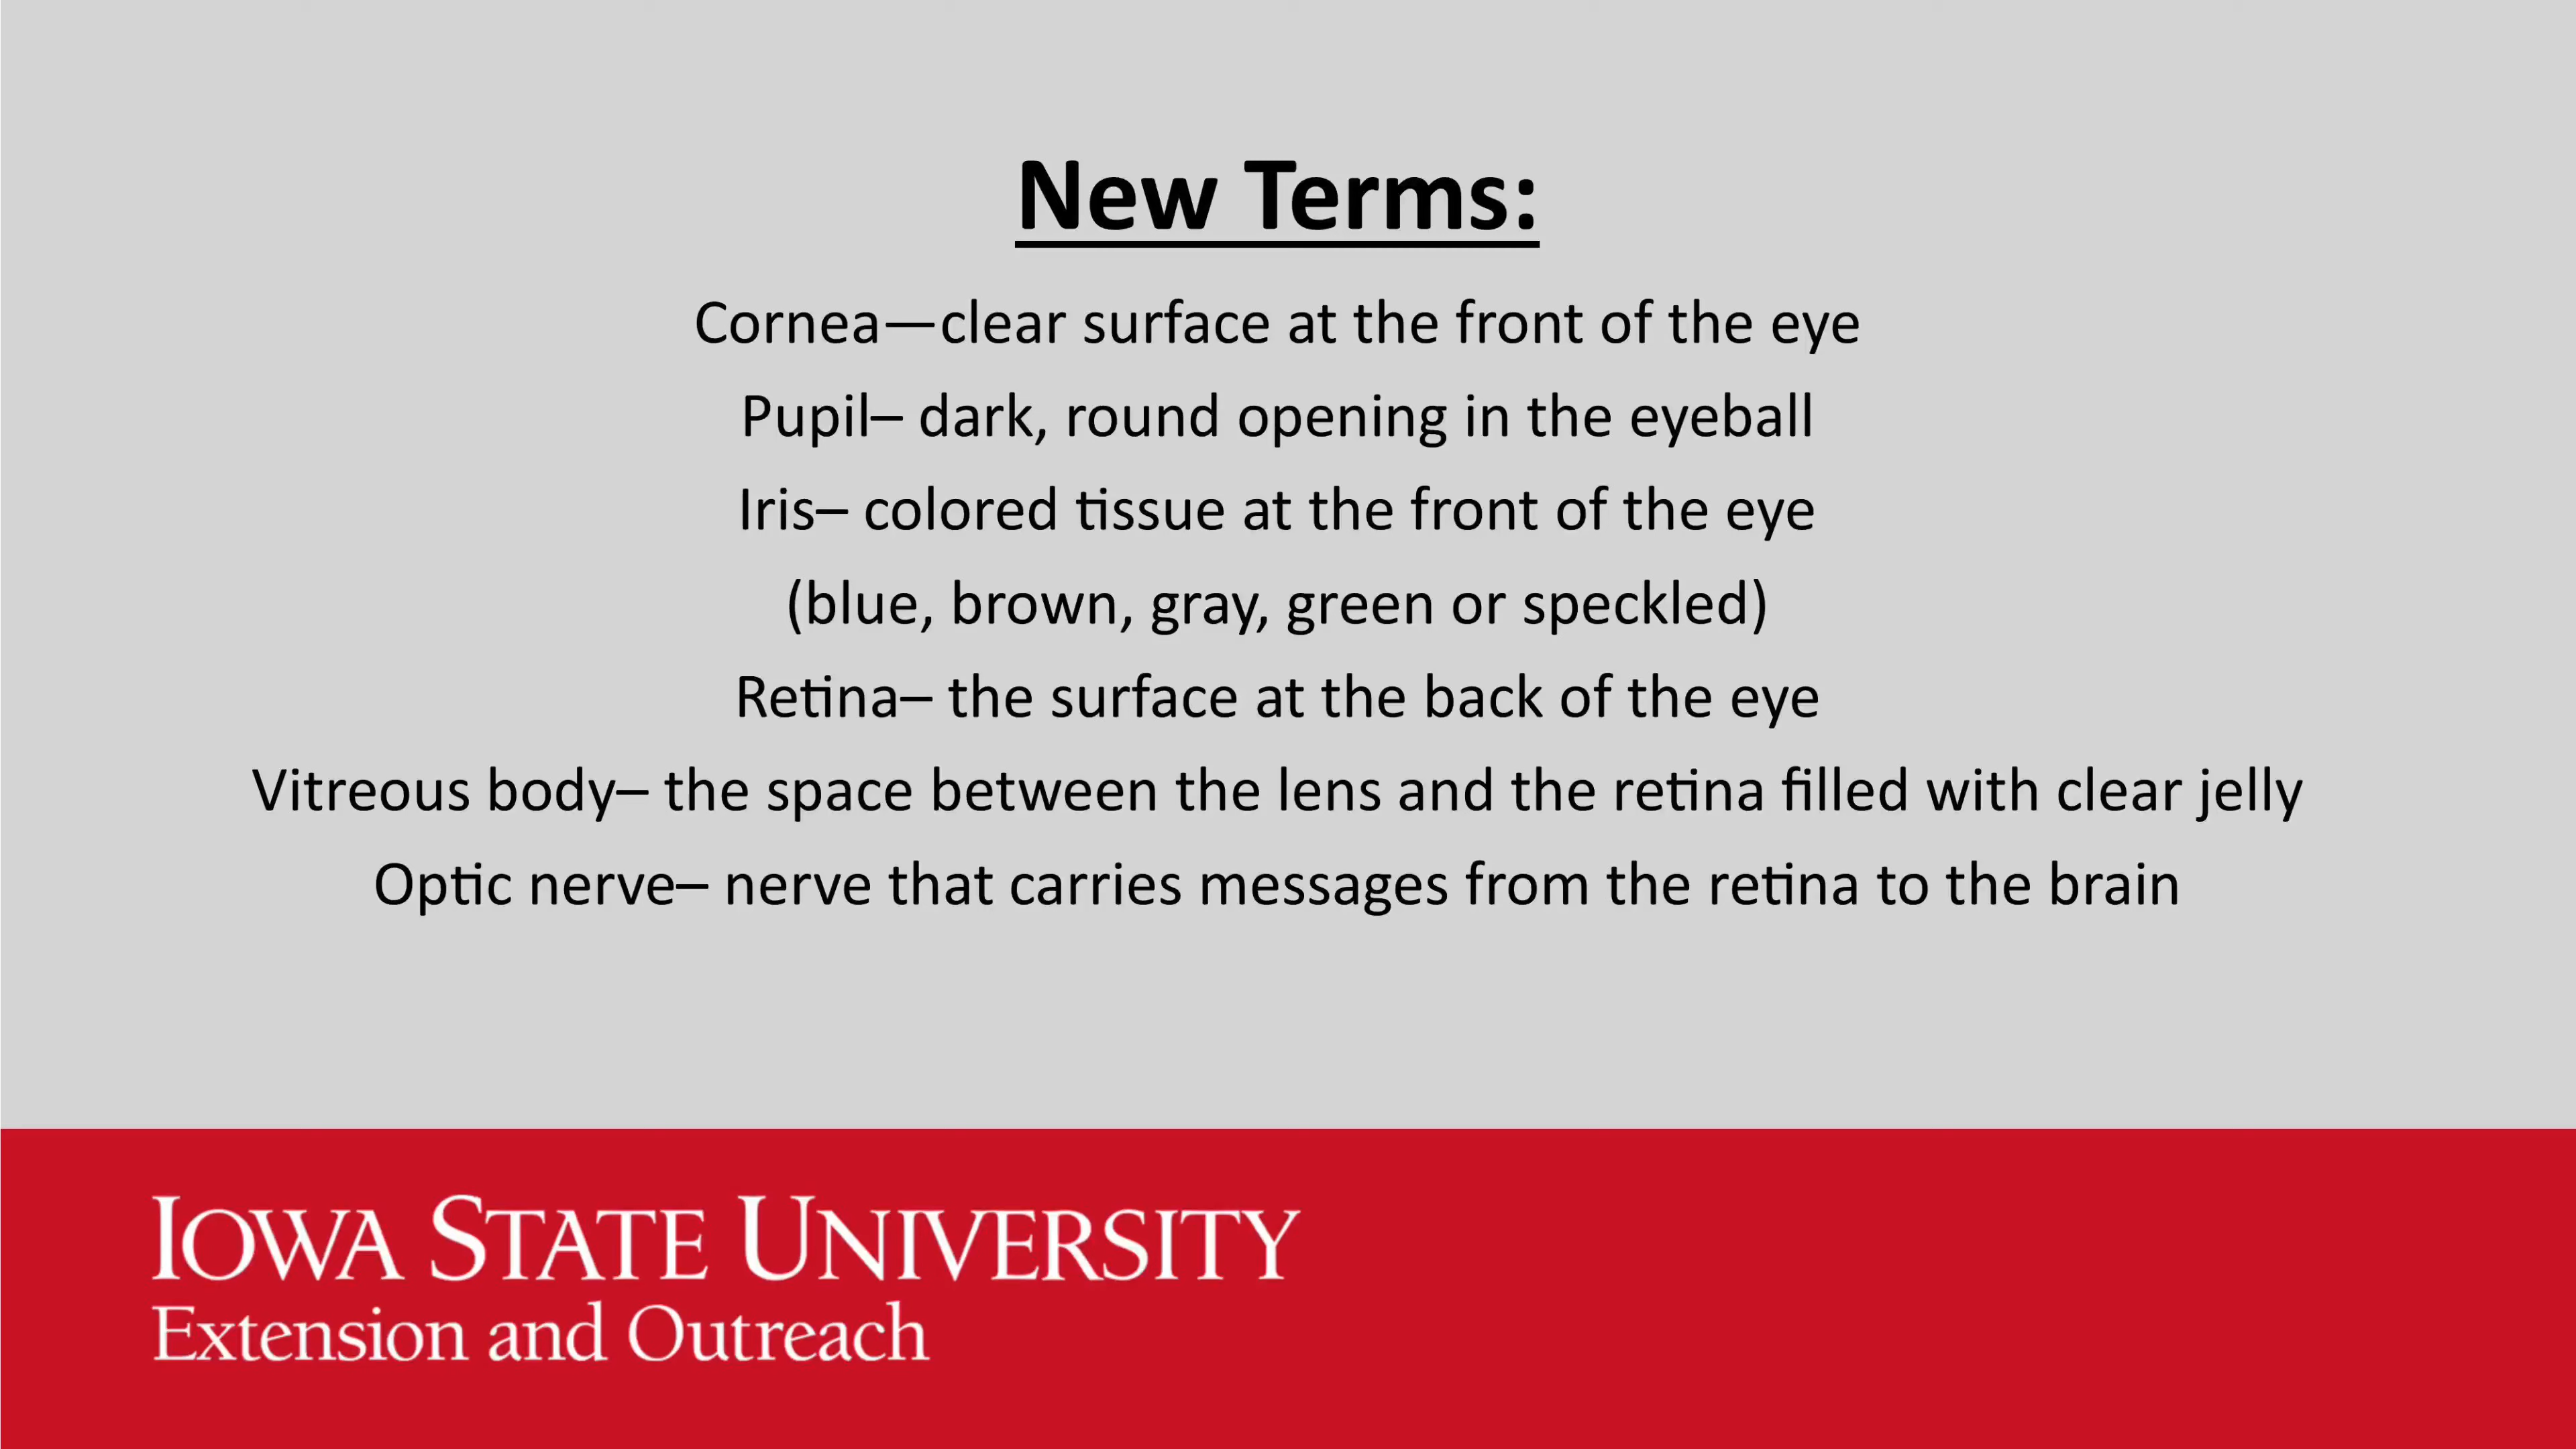 New Terms:
Cornea—clear surface at the front of the eye
Pupil– dark, round opening in the eyeball
Iris– colored tissue at the front of the eye
(blue, brown, gray, green or speckled)
Retina– the surface at the back of the eye
Vitreous body– the space between the lens and the retina filled with clear jelly
Optic nerve– nerve that carries messages from the retina to the brain
IOWA STATE UNIVERSITY
Extension and Outreach